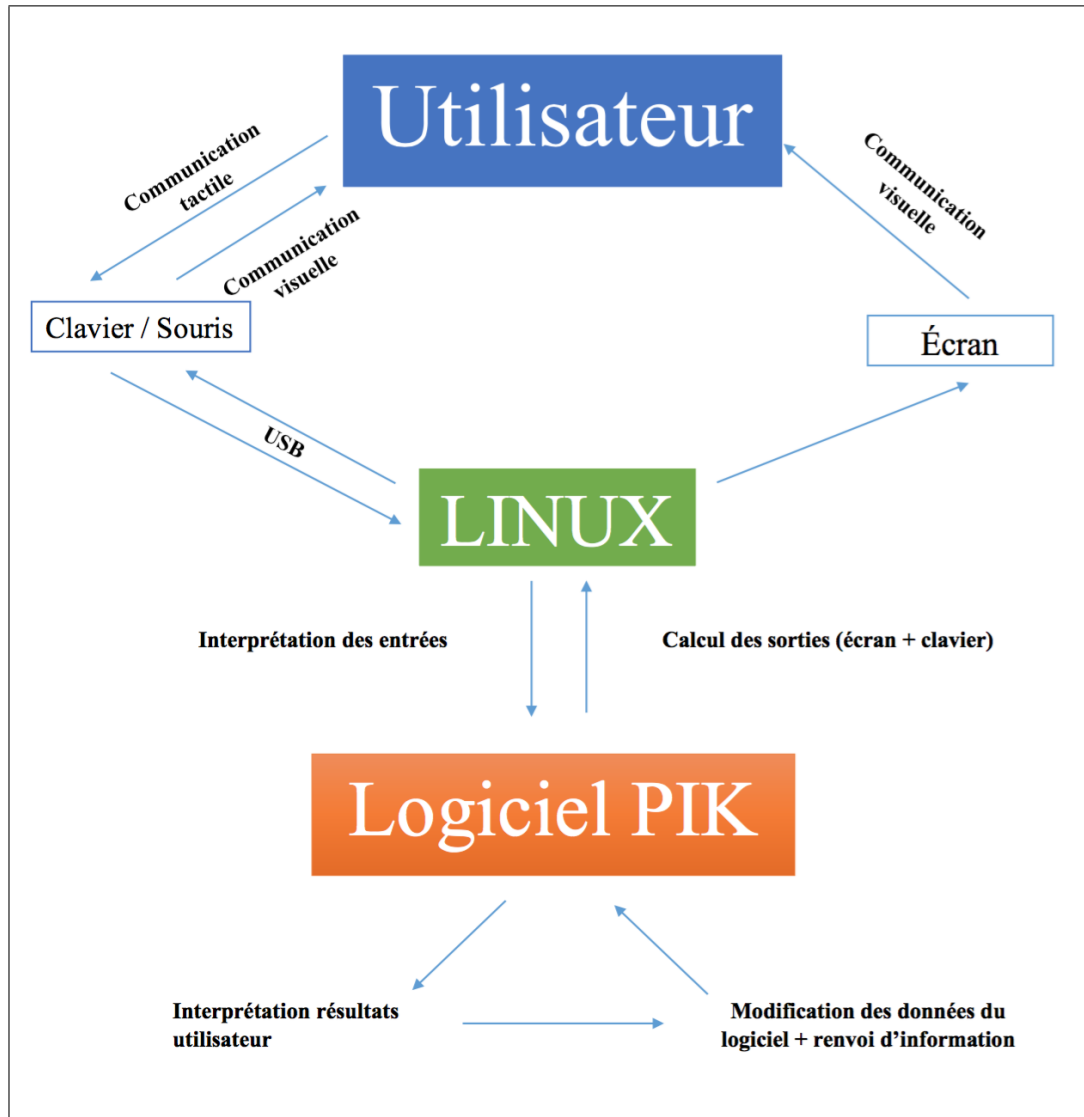 Utilisateur
Communication
tactile
Communication
visuelle
Communication
visuelle
Clavier / Souris
Écran
USB
LINUX
Interprétation des entrées
Calcul des sorties (écran + clavier)
Logiciel PIK
Interprétation résultats
utilisateur
Modification des données du
logiciel + renvoi d’information